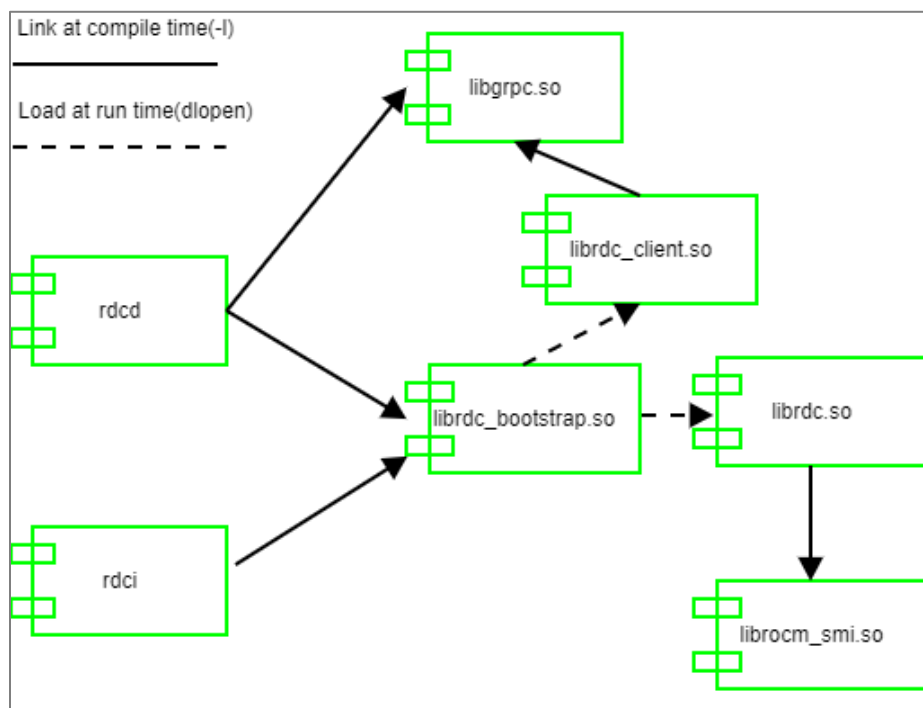 Link at compile time(-l)
Load at run time(dlopen)
libgrpc.so
librdc_client.so
rdcd
librdc_bootstrap.so
librdc.so
rdci
librocm_smi.so